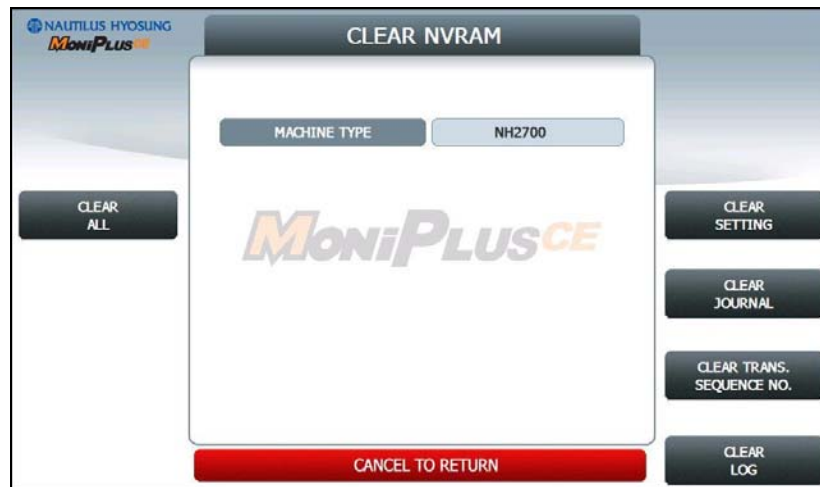 NAUTILUS HYOSUNG
MoniPlusCE
CLEAR NVRAM
MACHINE TYPE
NH2700
CLEAR
ALL
MoniPlusCE
CLEAR
SETTING
CLEAR
JOURNAL
CLEAR TRANS.
SEQUENCE NO.
CANCEL TO RETURN
CLEAR
LOG